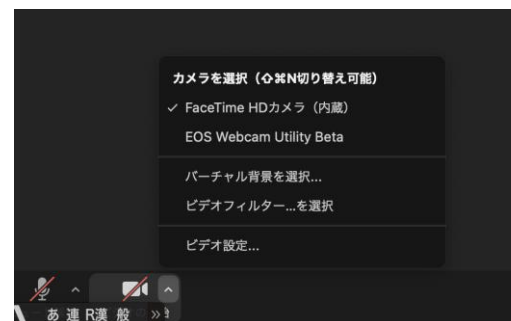 カメラを選択（⇧⌘N切り替え可能）
✓ FaceTime HDカメラ（内蔵）
EOS Webcam Utility Beta
バーチャル背景を選択...
ビデオフィルター...を選択
ビデオ設定...
あ 連 R漢 般 »